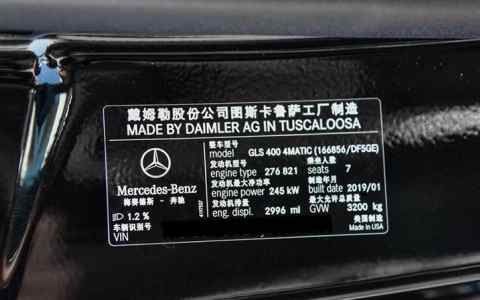 戴姆勒股份公司图斯卡鲁萨工厂制造
MADE BY DAIMLER AG IN TUSCALOOSA
整车型号
model GLS 400 4MATIC (166856/DF5GE)
发动机型号 乘坐人数
engine type 276 821 seats 7
发动机最大净功率 制造年月
engine power 245 kW built date 2019/01
发动机排量 最大允许总质量
eng. displ. 2996 ml GVW 3200 kg
美国制造
Made in USA
Mercedes-Benz
梅赛德斯 - 奔驰
1.2 %
车辆识别号
VIN